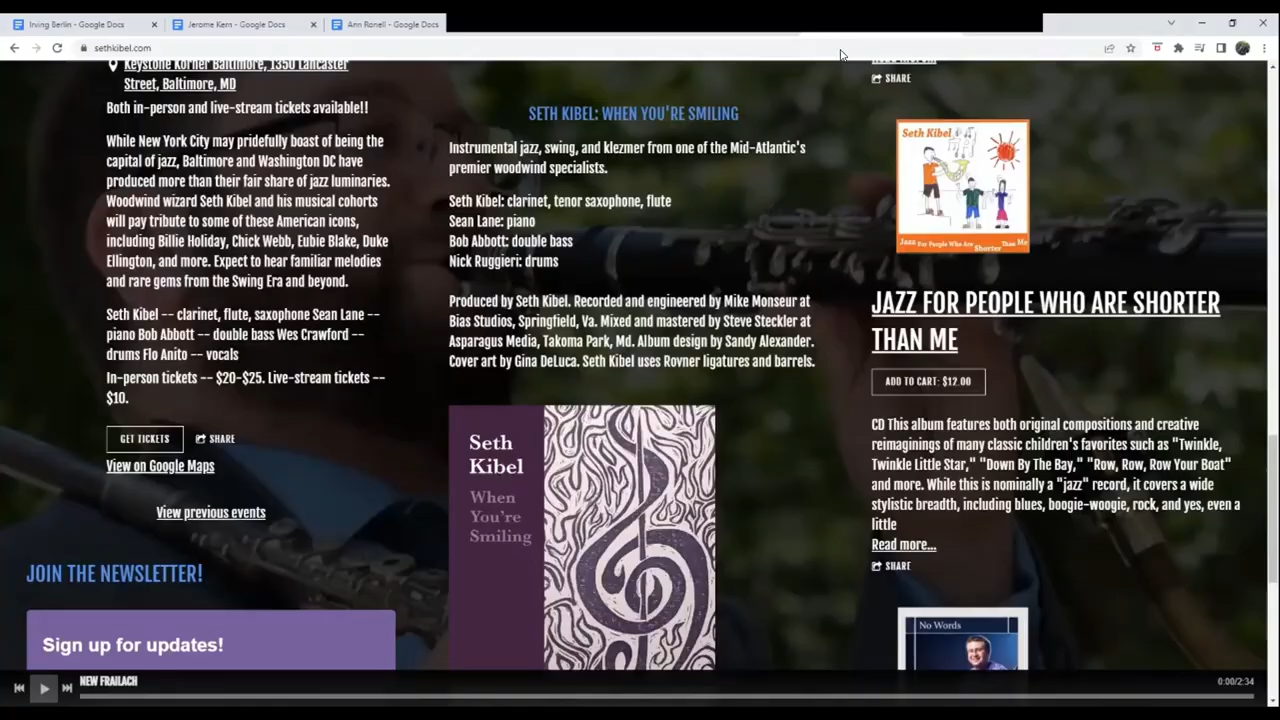 Irving Berlin - Google Docs
Jerome Kern - Google Docs
Ann Ronell - Google Docs
sethkibel.com
Keystone Korner Baltimore, 1350 Lancaster
Street, Baltimore, MD
Both in-person and live-stream tickets available!!
While New York City may pridefully boast of being the
capital of jazz, Baltimore and Washington DC have
produced more than their fair share of jazz luminaries.
Woodwind wizard Seth Kibel and his musical cohorts
will pay tribute to some of these American icons,
including Billie Holiday, Chick Webb, Eubie Blake, Duke
Ellington, and more. Expect to hear familiar melodies
and rare gems from the Swing Era and beyond.
Seth Kibel -- clarinet, flute, saxophone Sean Lane --
piano Bob Abbott -- double bass Wes Crawford --
drums Flo Anito -- vocals
In-person tickets -- $20-$25. Live-stream tickets --
$10.
GET TICKETS
SHARE
View on Google Maps
View previous events
JOIN THE NEWSLETTER!
Sign up for updates!
SETH KIBEL: WHEN YOU'RE SMILING
Instrumental jazz, swing, and klezmer from one of the Mid-Atlantic's
premier woodwind specialists.
Seth Kibel: clarinet, tenor saxophone, flute
Sean Lane: piano
Bob Abbott: double bass
Nick Ruggieri: drums
Produced by Seth Kibel. Recorded and engineered by Mike Monseur at
Bias Studios, Springfield, Va. Mixed and mastered by Steve Steckler at
Asparagus Media, Takoma Park, Md. Album design by Sandy Alexander.
Cover art by Gina DeLuca. Seth Kibel uses Rovner ligatures and barrels.
Seth
Kibel
When
You're
Smiling
SHARE
Seth Kibel
Jazz For People Who Are Shorter Than Me
JAZZ FOR PEOPLE WHO ARE SHORTER
THAN ME
ADD TO CART: $12.00
CD This album features both original compositions and creative
reimaginings of many classic children's favorites such as "Twinkle,
Twinkle Little Star," "Down By The Bay," "Row, Row, Row Your Boat"
and more. While this is nominally a "jazz" record, it covers a wide
stylistic breadth, including blues, boogie-woogie, rock, and yes, even a
little
Read more...
SHARE
No Words
NEW FRAILACH
0:00/2:34